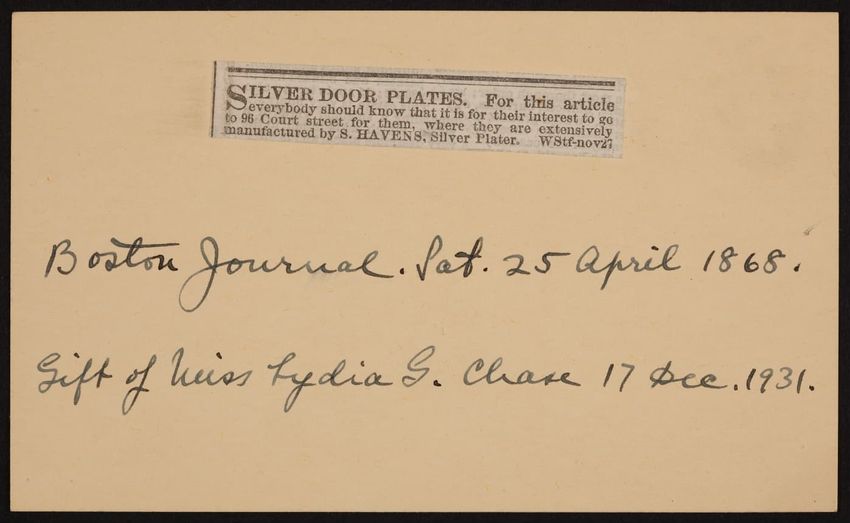 SILVER DOOR PLATES. For this article
everybody should know that it is for their interest to go
to 96 Court street for them, where they are extensively
manufactured by S. HAVENS, Silver Plater. WStf-nov27
Boston Journal. Sat. 25 April 1868.
Gift of Miss Lydia G. Chase 17 Dec. 1931.